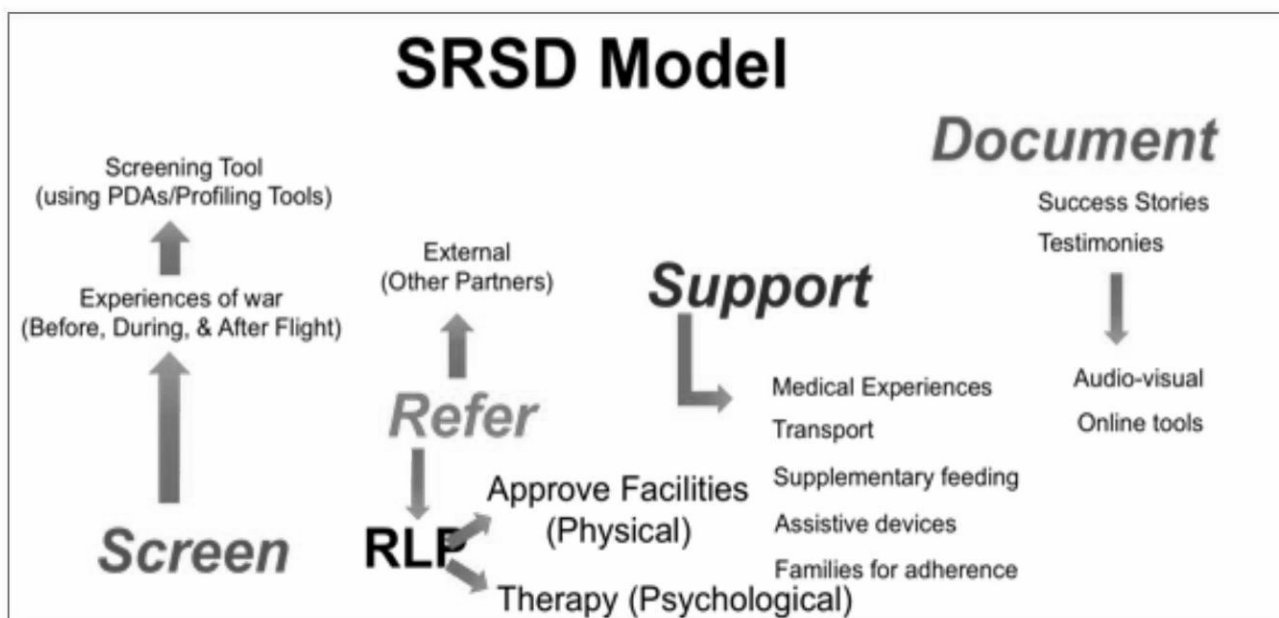 SRSD Model
Screening Tool
(using PDAs/Profiling Tools)
Experiences of war
(Before, During, & After Flight)
Screen
External
(Other Partners)
Refer
RLP
Approve Facilities
(Physical)
Therapy (Psychological)
Support
Medical Experiences
Transport
Supplementary feeding
Assistive devices
Families for adherence
Document
Success Stories
Testimonies
Audio-visual
Online tools